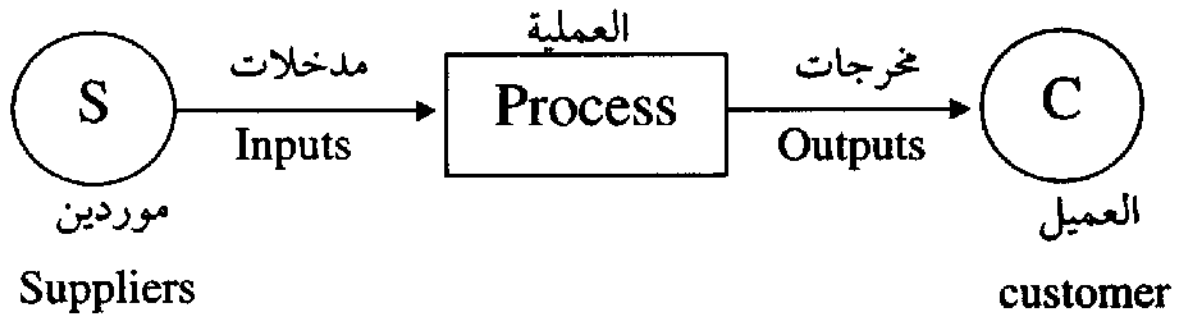 العملية
مدخلات
مخرجات
S
Process
C
Inputs
Outputs
موردين
العميل
Suppliers
customer